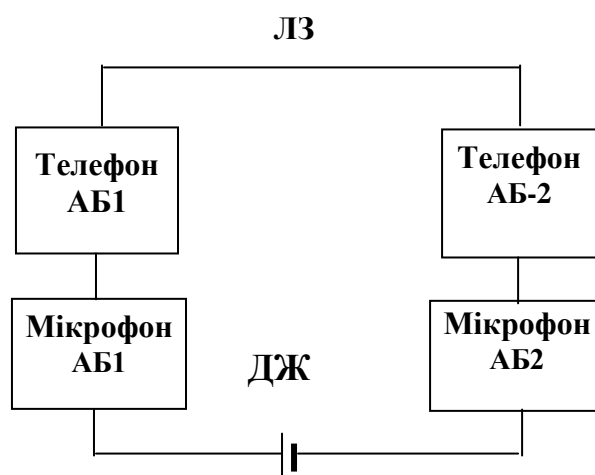 ЛЗ
Телефон
АБ1
Телефон
АБ-2
Мікрофон
АБ1
Мікрофон
АБ2
ДЖ